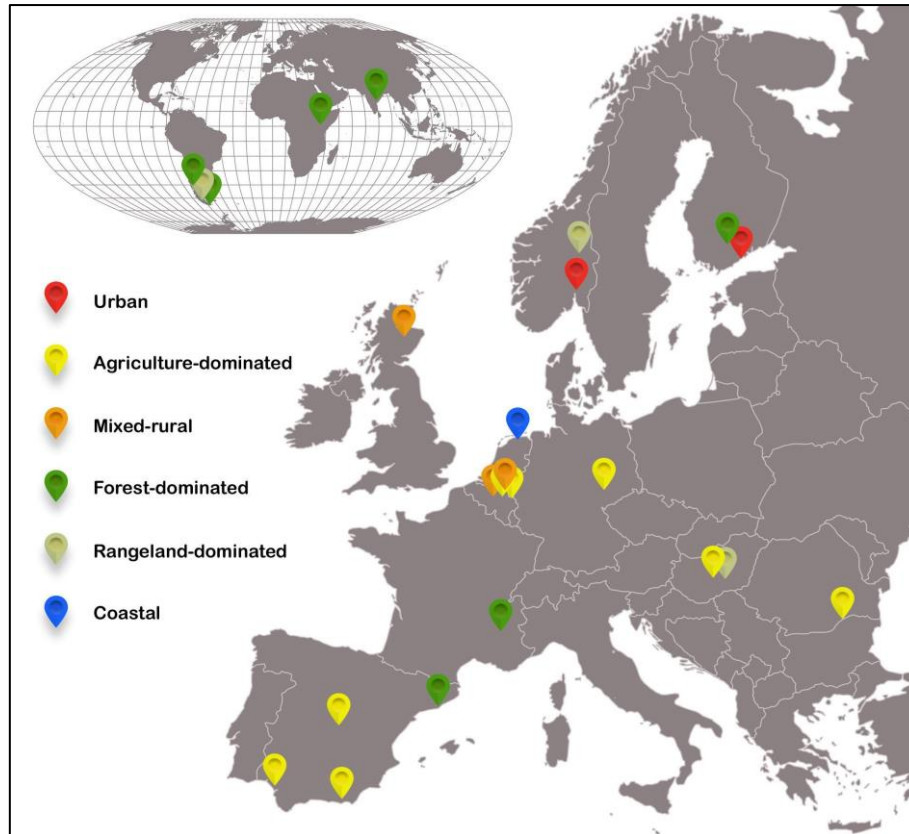 Urban
Agriculture-dominated
Mixed-rural
Forest-dominated
Rangeland-dominated
Coastal